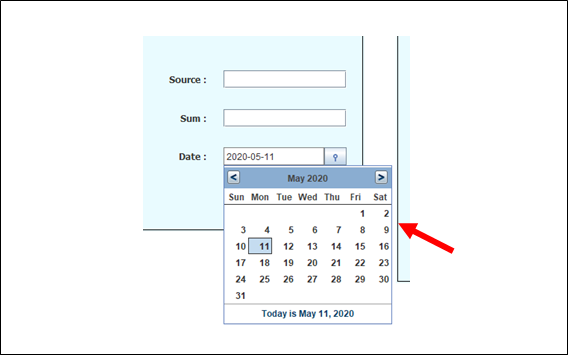 Source :
Sum :
Date : 2020-05-11 ?
< May 2020 >
Sun Mon Tue Wed Thu Fri Sat
1 2
3 4 5 6 7 8 9
10 11 12 13 14 15 16
17 18 19 20 21 22 23
24 25 26 27 28 29 30
31
Today is May 11, 2020